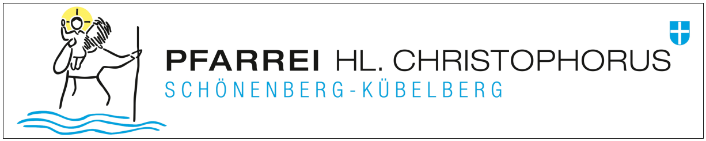 PFARREI HL. CHRISTOPHORUS
SCHÖNENBERG-KÜBELBERG